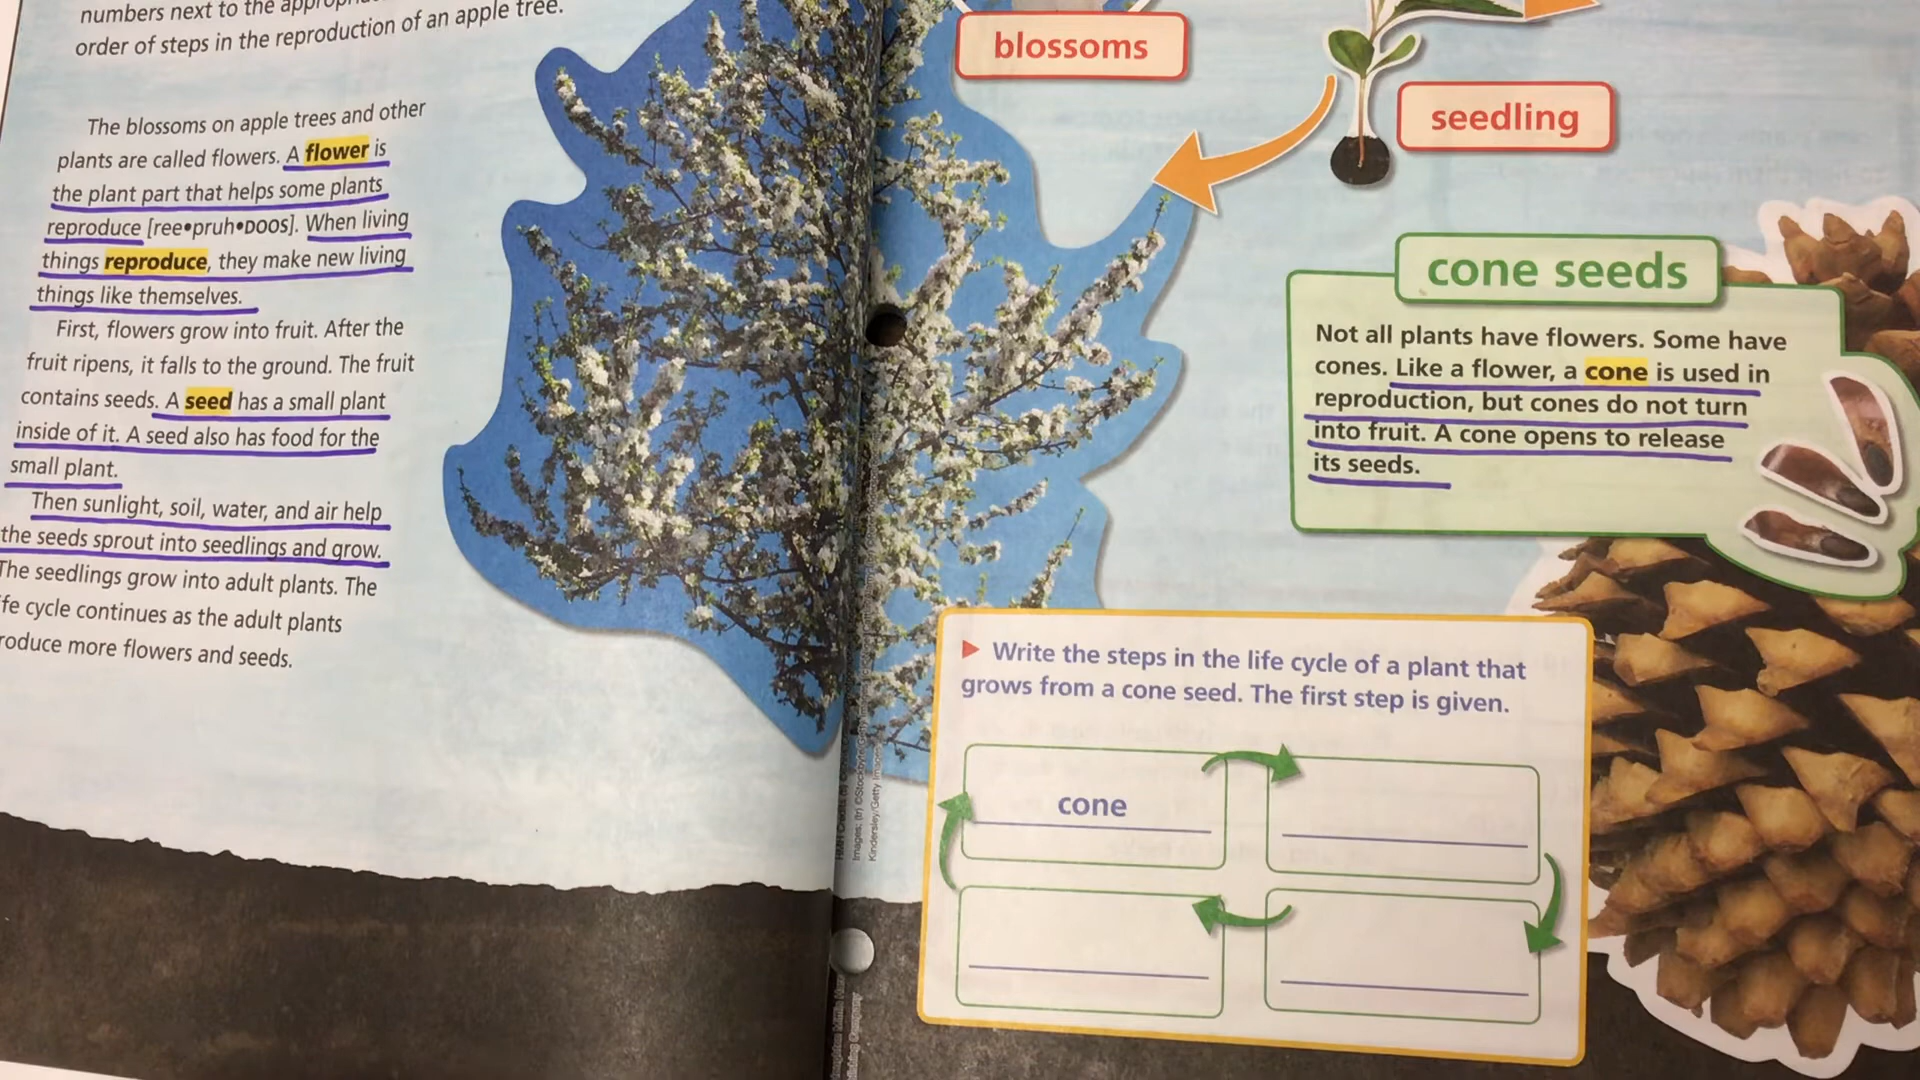 numbers next to the
order of steps in the reproduction of an apple tree.
The blossoms on apple trees and other
plants are called flowers. A flower is
the plant part that helps some plants
reproduce [ree•pruh•DOOS]. When living
things reproduce, they make new living
things like themselves.
First, flowers grow into fruit. After the
fruit ripens, it falls to the ground. The fruit
contains seeds. A seed has a small plant
inside of it. A seed also has food for the
small plant.
Then sunlight, soil, water, and air help
the seeds sprout into seedlings and grow.
The seedlings grow into adult plants. The
fe cycle continues as the adult plants
roduce more flowers and seeds.
blossoms
seedling
cone seeds
Not all plants have flowers. Some have
cones. Like a flower, a cone is used in
reproduction, but cones do not turn
into fruit. A cone opens to release
its seeds.
Write the steps in the life cycle of a plant that
grows from a cone seed. The first step is given.
cone